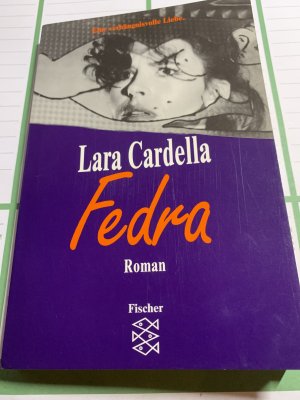 Eine verhängnisvolle Liebe.
Lara Cardella
Fedra
Roman
Fischer